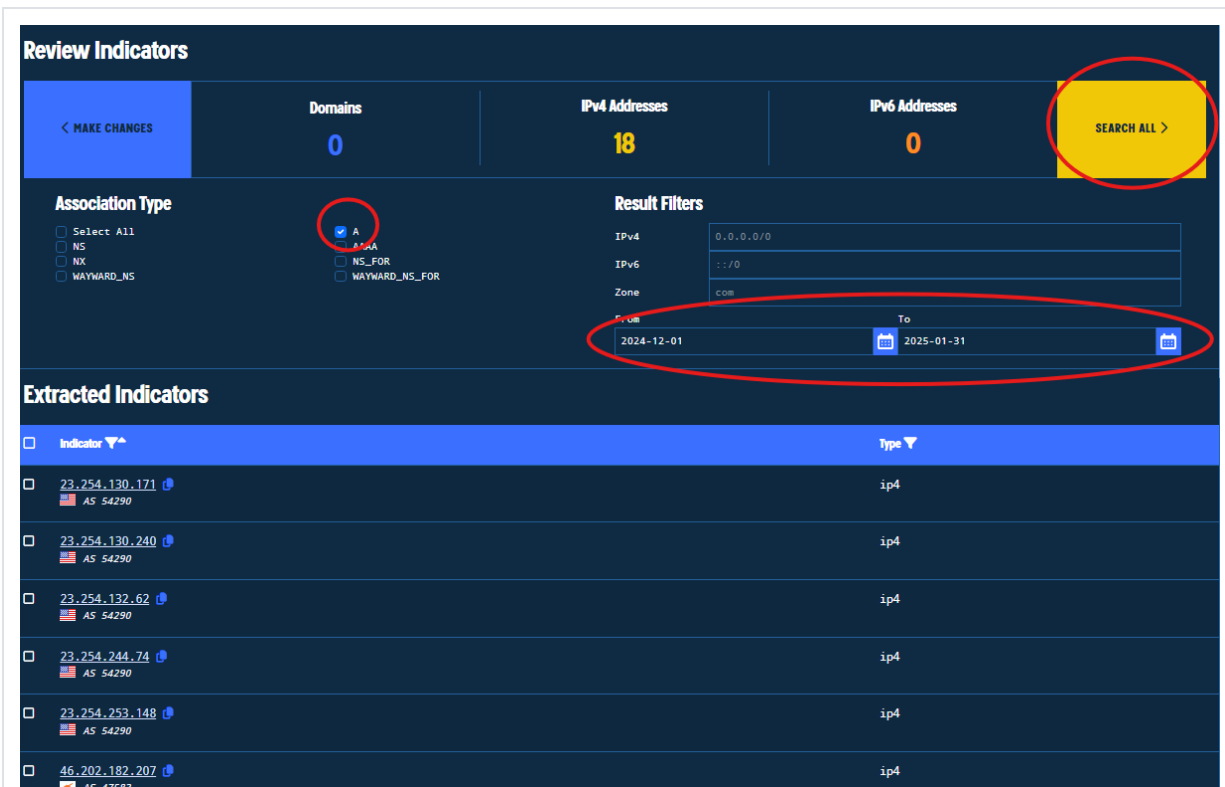 Review Indicators
< MAKE CHANGES
Domains
0
IPv4 Addresses
18
IPv6 Addresses
0
SEARCH ALL >
Association Type
Select All
NS
NX
WAYWARD_NS
A
AAAA
NS_FOR
WAYWARD_NS_FOR
Result Filters
IPv4 0.0.0.0/0
IPv6 ::/0
Zone com
From To
2024-12-01 2025-01-31
Extracted Indicators
Indicator Type
23.254.130.171 ip4
AS 54290
23.254.130.240 ip4
AS 54290
23.254.132.62 ip4
AS 54290
23.254.244.74 ip4
AS 54290
23.254.253.148 ip4
AS 54290
46.202.182.207 ip4
AS 47583